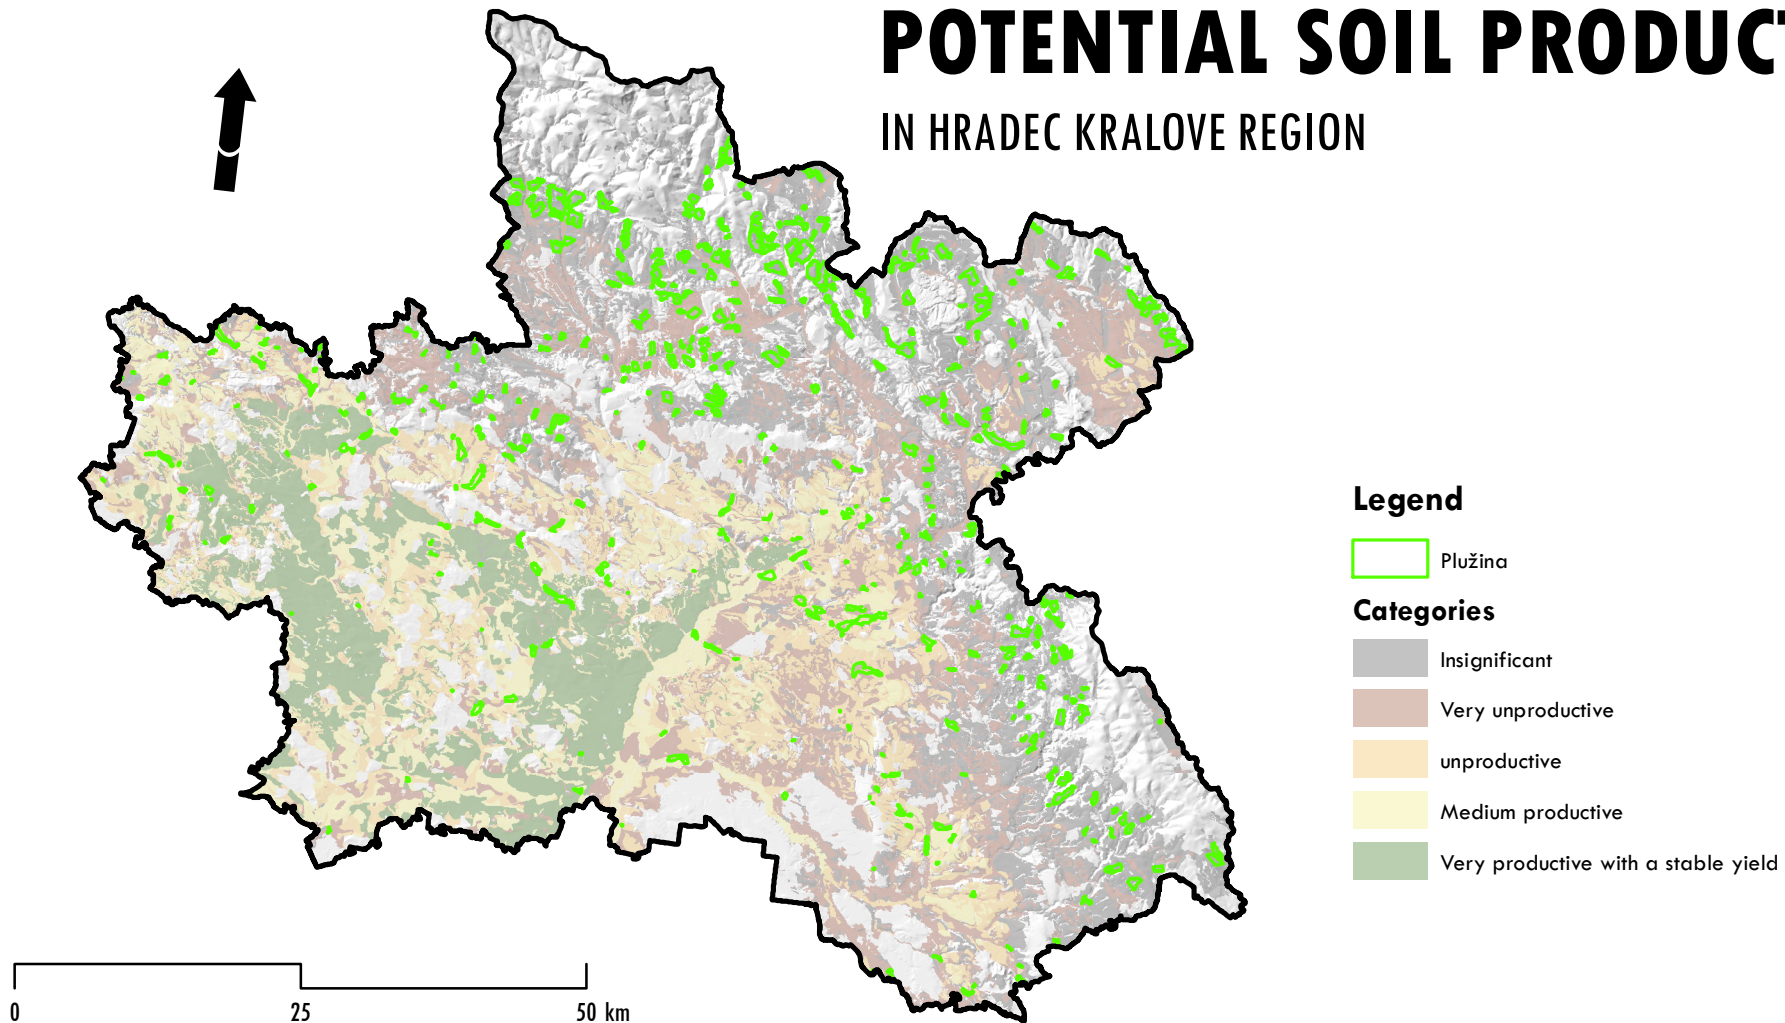 POTENTIAL SOIL PRODUC
IN HRADEC KRALOVE REGION
Legend
Plužina
Categories
Insignificant
Very unproductive
unproductive
Medium productive
Very productive with a stable yield
0 25 50 km